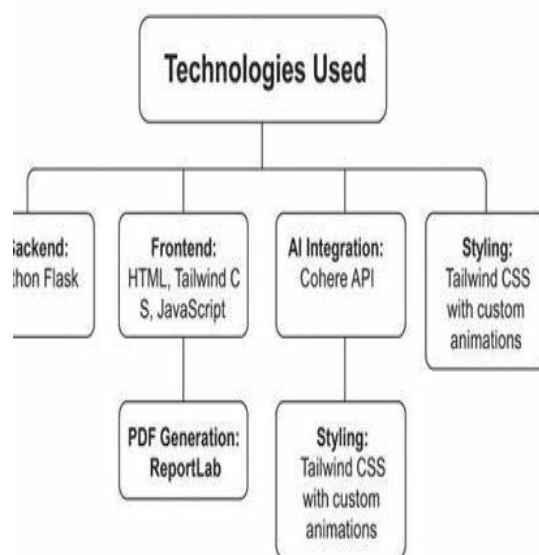 Technologies Used
ackend:
thon Flask
Frontend:
HTML, Tailwind C
S, JavaScript
AI Integration:
Cohere API
Styling:
Tailwind CSS
with custom
animations
PDF Generation:
ReportLab
Styling:
Tailwind CSS
with custom
animations